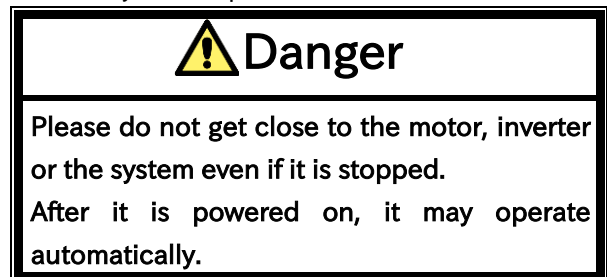 Danger
Please do not get close to the motor, inverter
or the system even if it is stopped.
After it is powered on, it may operate
automatically.